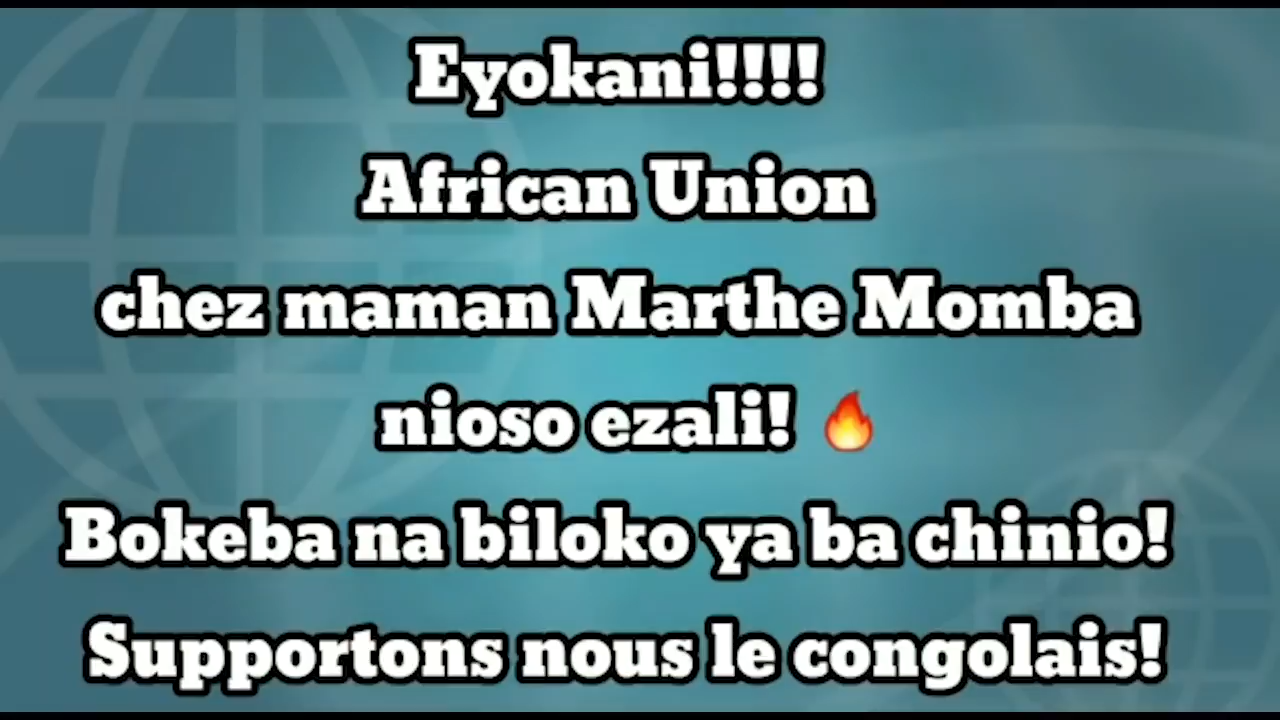 Eyokani!!!!
African Union
chez maman Marthe Momba
nioso ezali! 🔥
Bokeba na biloko ya ba chinio!
Supportons nous le congolais!